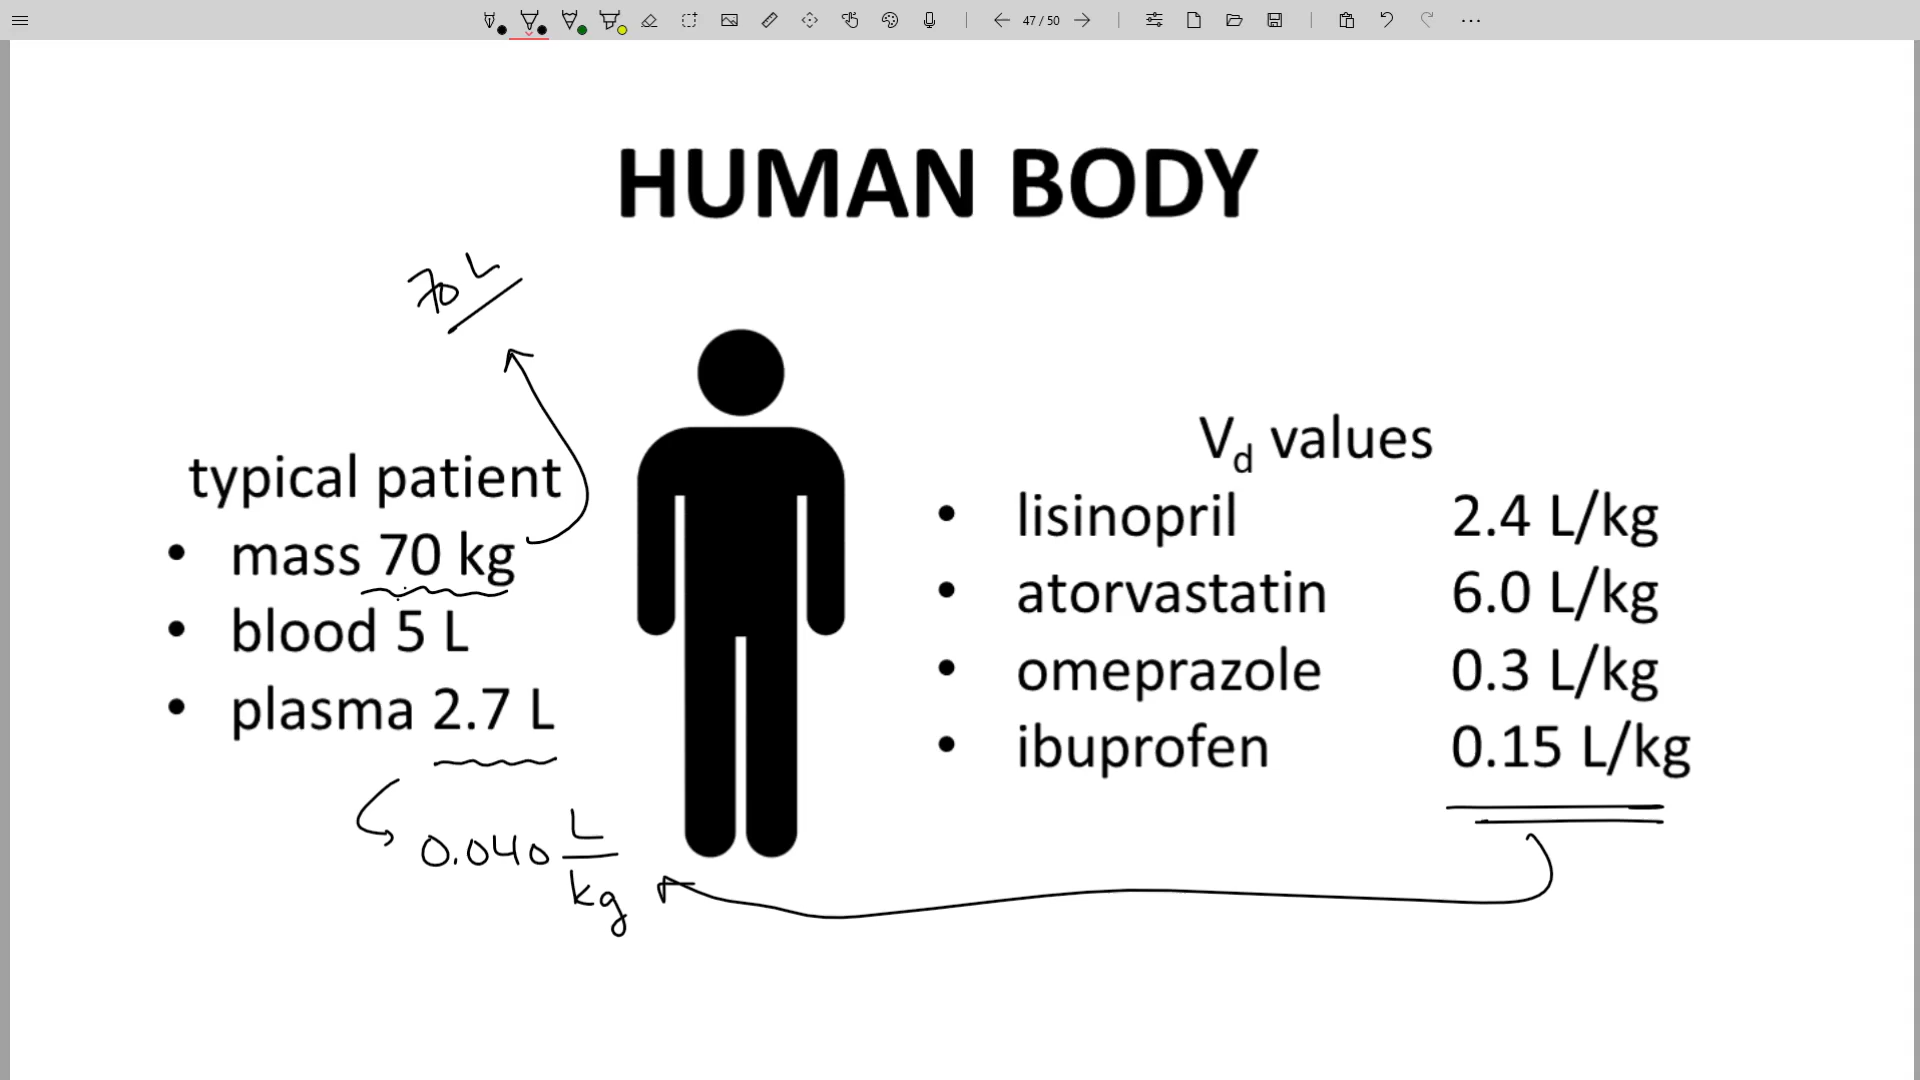 47 / 50
HUMAN BODY
70 L
typical patient
• mass 70 kg
• blood 5 L
• plasma 2.7 L
0.040 L/kg
Vd values
• lisinopril 2.4 L/kg
• atorvastatin 6.0 L/kg
• omeprazole 0.3 L/kg
• ibuprofen 0.15 L/kg